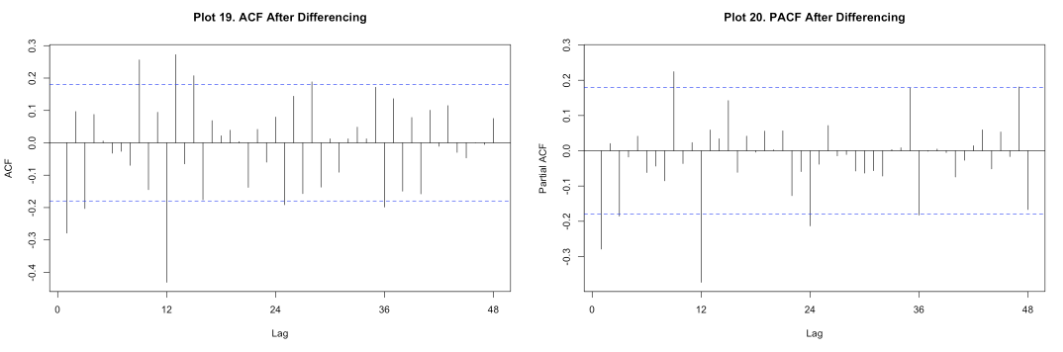 Plot 19. ACF After Differencing
ACF
0.3
0.2
0.1
0.0
-0.1
-0.2
-0.3
-0.4
0 12 24 36 48
Lag
Plot 20. PACF After Differencing
Partial ACF
0.3
0.2
0.1
0.0
-0.1
-0.2
-0.3
0 12 24 36 48
Lag